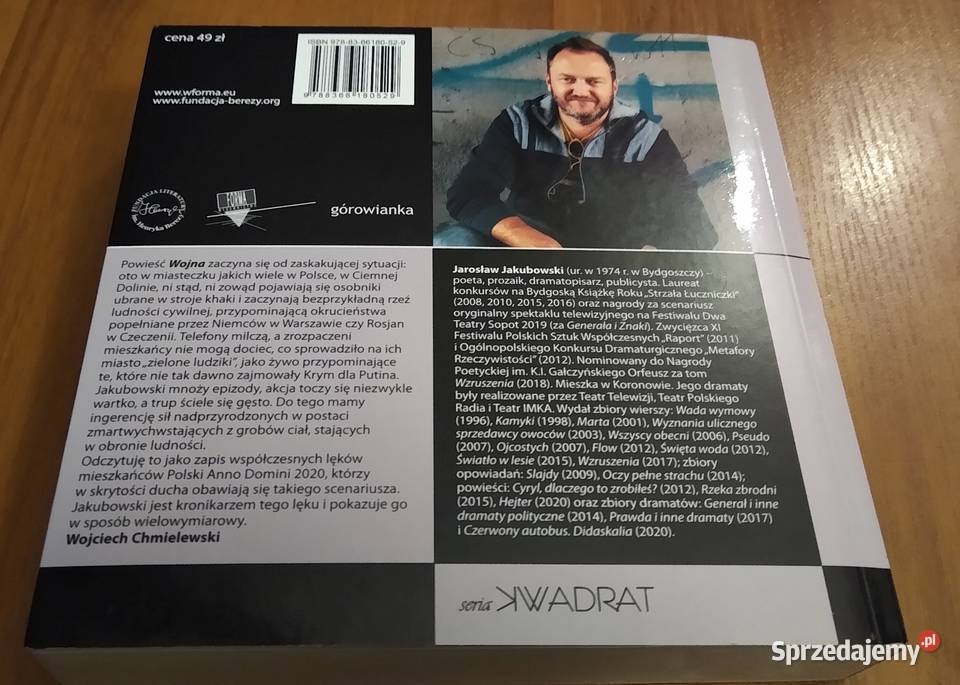 cena 49 zł
ISBN 978-83-66180-52-9
9 788366 180529
www.wforma.eu
www.fundacja-berezy.org
FUNDACJA LITERATURY
im. Henryka Berezy
FORMA
górowianka
Powieść Wojna zaczyna się od zaskakującej sytuacji:
oto w miasteczku jakich wiele w Polsce, w Ciemnej
Dolinie, ni stąd, ni zowąd pojawiają się osobniki
ubrane w stroje khaki i zaczynają bezprzykładną rzeź
ludności cywilnej, przypominającą okrucieństwa
popełniane przez Niemców w Warszawie czy Rosjan
w Czeczenii. Telefony milczą, a zrozpaczeni
mieszkańcy nie mogą dociec, co sprowadziło na ich
miasto „zielone ludziki”, jako żywo przypominające
te, które nie tak dawno zajmowały Krym dla Putina.
Jakubowski mnoży epizody, akcja toczy się niezwykle
wartko, a trup ściele się gęsto. Do tego mamy
ingerencję sił nadprzyrodzonych w postaci
zmartwychwstających z grobów ciał, stających
w obronie ludności.
Odczytuję to jako zapis współczesnych lęków
mieszkańców Polski Anno Domini 2020, którzy
w skrytości ducha obawiają się takiego scenariusza.
Jakubowski jest kronikarzem tego lęku i pokazuje go
w sposób wielowymiarowy.
Wojciech Chmielewski
Jarosław Jakubowski (ur. w 1974 r. w Bydgoszczy) –
poeta, prozaik, dramatopisarz, publicysta. Laureat
konkursów na Bydgoską Książkę Roku „Strzała Łuczniczki”
(2008, 2010, 2015, 2016) oraz nagrody za scenariusz
oryginalny spektaklu telewizyjnego na Festiwalu Dwa
Teatry Sopot 2019 (za Generała i Znaki). Zwycięzca XI
Festiwalu Polskich Sztuk Współczesnych „Raport” (2011)
i Ogólnopolskiego Konkursu Dramaturgicznego „Metafory
Rzeczywistości” (2012). Nominowany do Nagrody
Poetyckiej im. K.I. Gałczyńskiego Orfeusz za tom
Wzruszenia (2018). Mieszka w Koronowie. Jego dramaty
były realizowane przez Teatr Telewizji, Teatr Polskiego
Radia i Teatr IMKA. Wydał zbiory wierszy: Wada wymowy
(1996), Kamyki (1998), Marta (2001), Wyznania ulicznego
sprzedawcy owoców (2003), Wszyscy obecni (2006), Pseudo
(2007), Ojcostych (2007), Flow (2012), Święta woda (2012),
Światło w lesie (2015), Wzruszenia (2017); zbiory
opowiadań: Slajdy (2009), Oczy pełne strachu (2014);
powieści: Cyryl, dlaczego to zrobiłeś? (2012), Rzeka zbrodni
(2015), Hejter (2020) oraz zbiory dramatów: Generał i inne
dramaty polityczne (2014), Prawda i inne dramaty (2017)
i Czerwony autobus. Didaskalia (2020).
seria KWADRAT
Sprzedajemy.pl